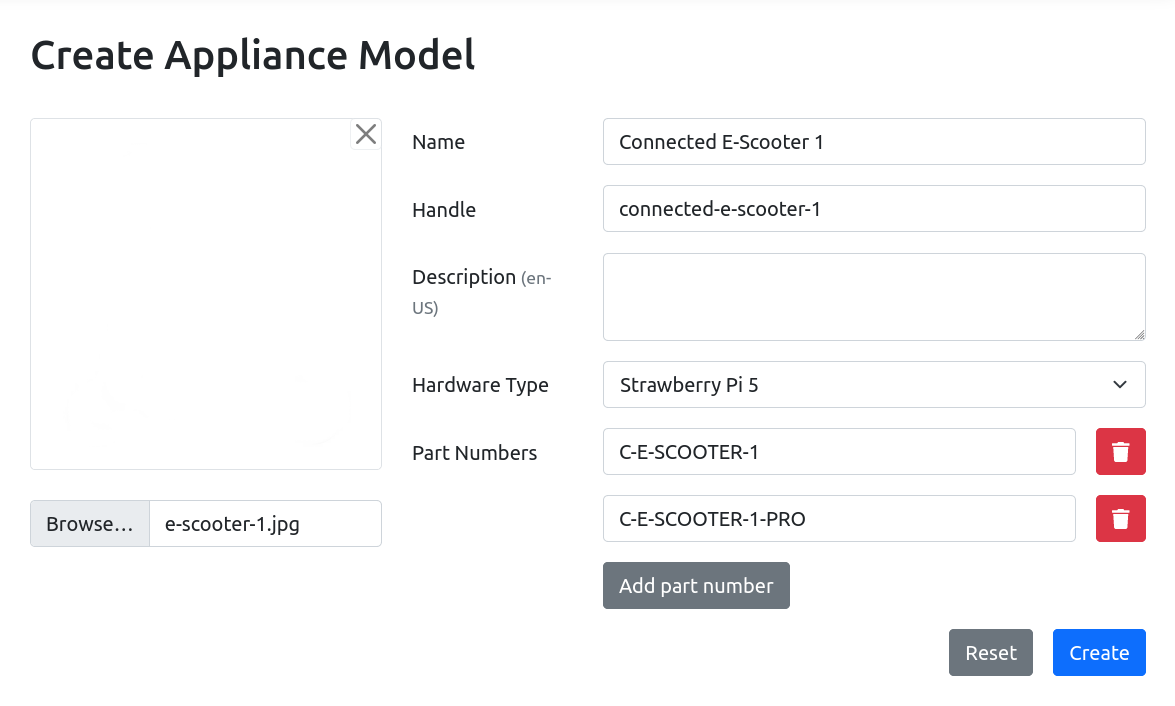 Create Appliance Model
Name
Connected E-Scooter 1
Handle
connected-e-scooter-1
Description (en-
US)
Hardware Type
Strawberry Pi 5
Part Numbers
C-E-SCOOTER-1
C-E-SCOOTER-1-PRO
Browse... e-scooter-1.jpg
Add part number
Reset
Create